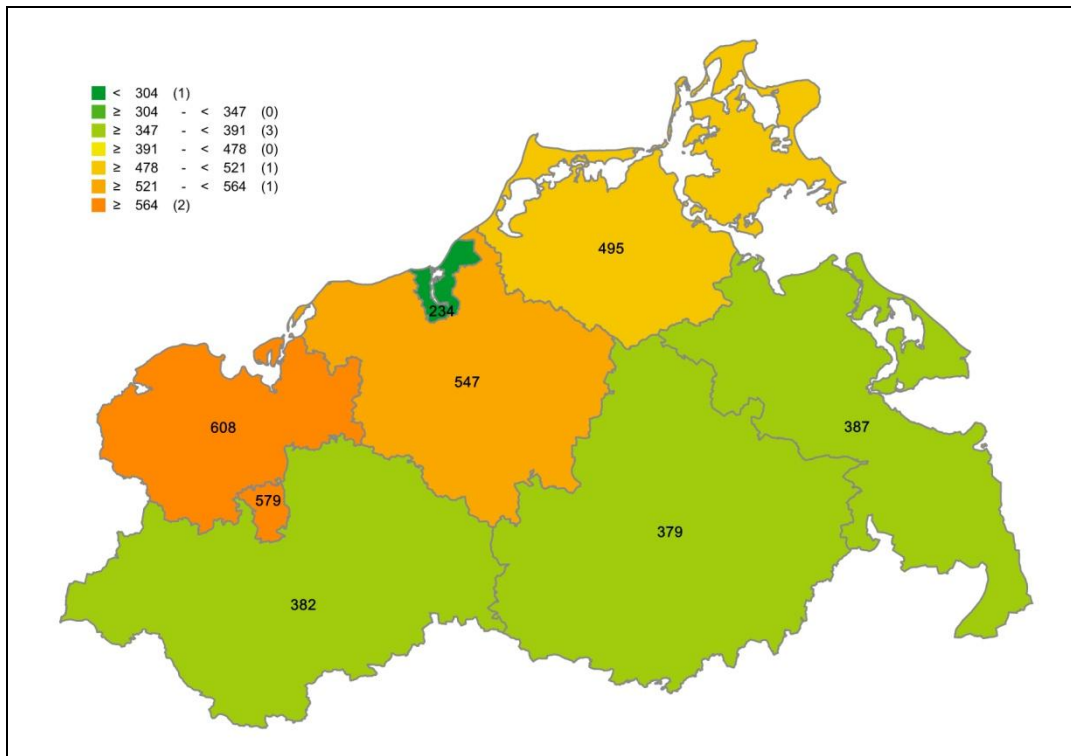 < 304 (1)
≥ 304 - < 347 (0)
≥ 347 - < 391 (3)
≥ 391 - < 478 (0)
≥ 478 - < 521 (1)
≥ 521 - < 564 (1)
≥ 564 (2)
495
234
547
608
387
579
379
382